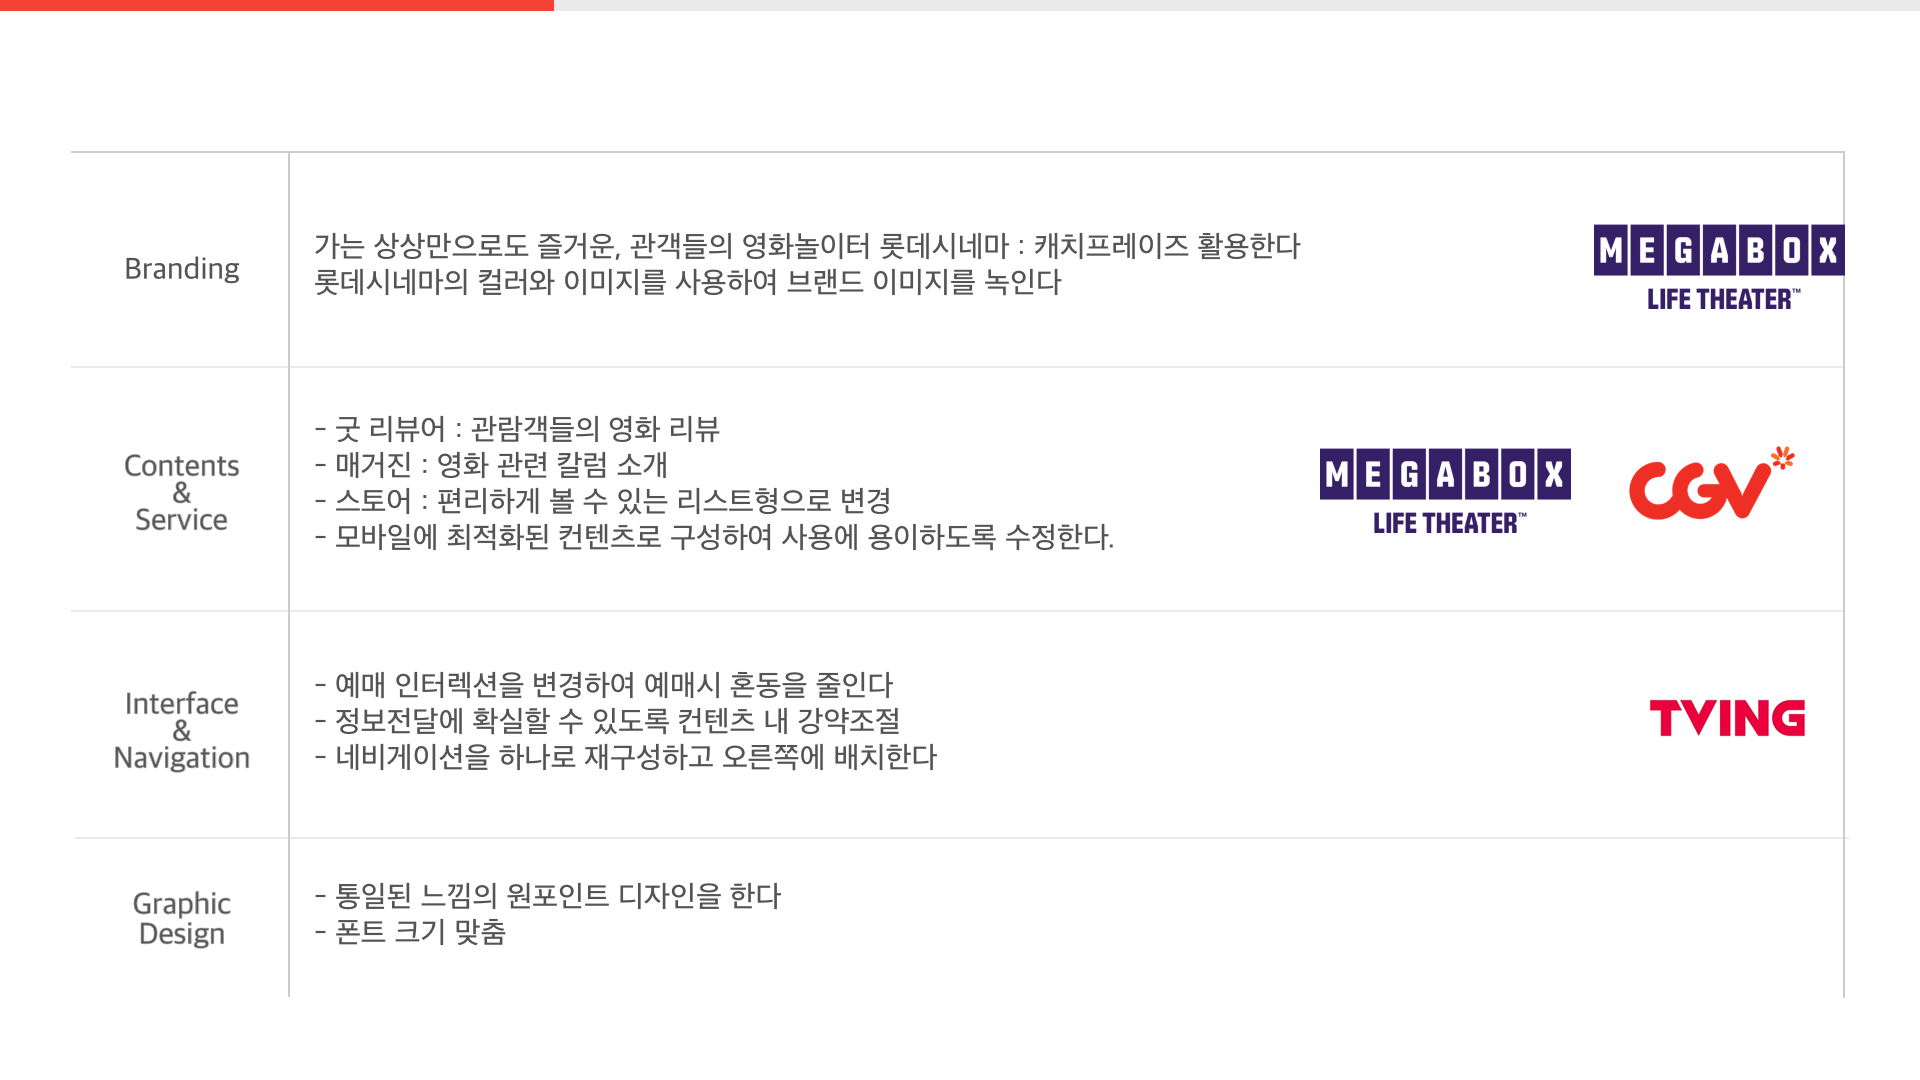 Branding
가는 상상만으로도 즐거운, 관객들의 영화놀이터 롯데시네마 : 캐치프레이즈 활용한다
롯데시네마의 컬러와 이미지를 사용하여 브랜드 이미지를 녹인다
MEGABOX
LIFE THEATER™
Contents
&
Service
- 굿 리뷰어 : 관람객들의 영화 리뷰
- 매거진 : 영화 관련 칼럼 소개
- 스토어 : 편리하게 볼 수 있는 리스트형으로 변경
- 모바일에 최적화된 컨텐츠로 구성하여 사용에 용이하도록 수정한다.
MEGABOX
LIFE THEATER™
CGV
Interface
&
Navigation
- 예매 인터렉션을 변경하여 예매시 혼동을 줄인다
- 정보전달에 확실할 수 있도록 컨텐츠 내 강약조절
- 네비게이션을 하나로 재구성하고 오른쪽에 배치한다
TVING
Graphic
Design
- 통일된 느낌의 원포인트 디자인을 한다
- 폰트 크기 맞춤